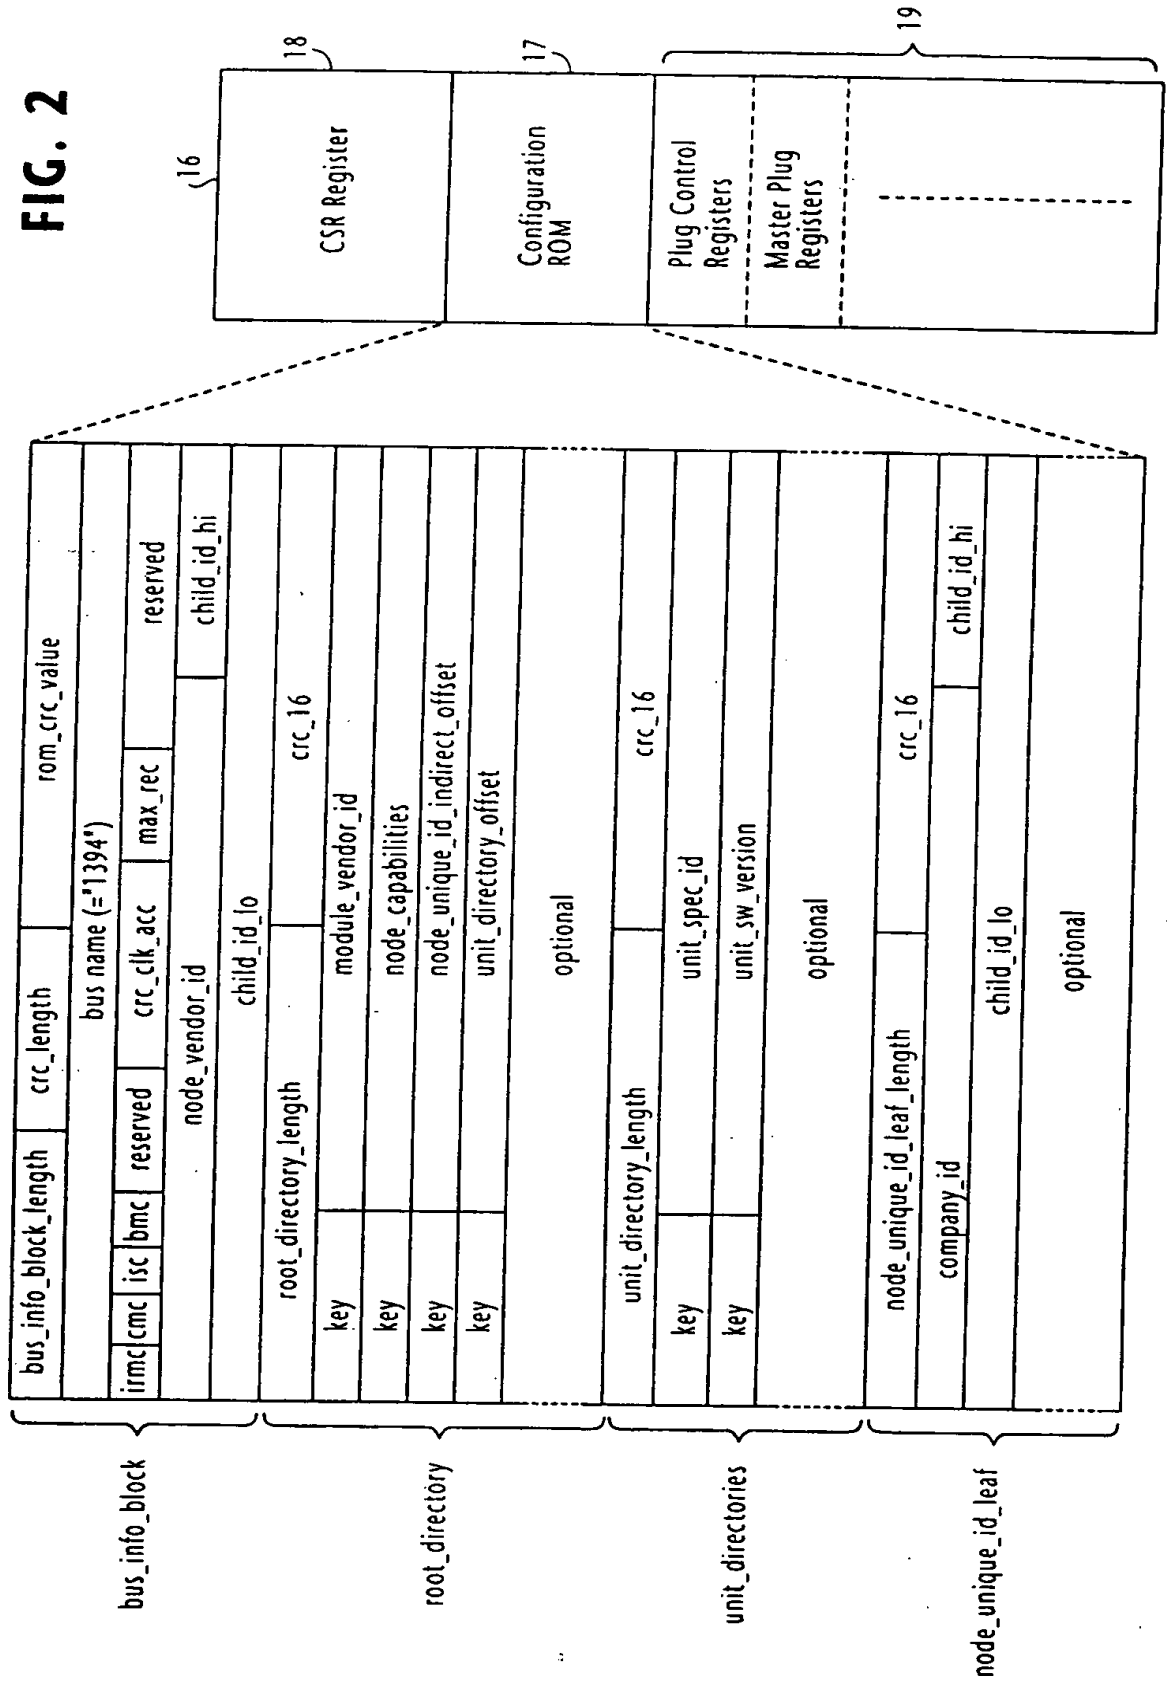 FIG. 2
bus_info_block
bus_info_block_length crc_length rom_crc_value
bus name (="1394")
irmc cmc isc bmc reserved crc_clk_acc max_rec reserved
node_vendor_id child_id_hi
child_id_lo
root_directory
root_directory_length crc_16
key module_vendor_id
key node_capabilities
key node_unique_id_indirect_offset
key unit_directory_offset
optional
unit_directories
unit_directory_length crc_16
key unit_spec_id
key unit_sw_version
optional
node_unique_id_leaf
node_unique_id_leaf_length crc_16
company_id child_id_hi
child_id_lo
optional
16
CSR Register
18
Configuration
ROM
17
Plug Control
Registers
Master Plug
Registers
19